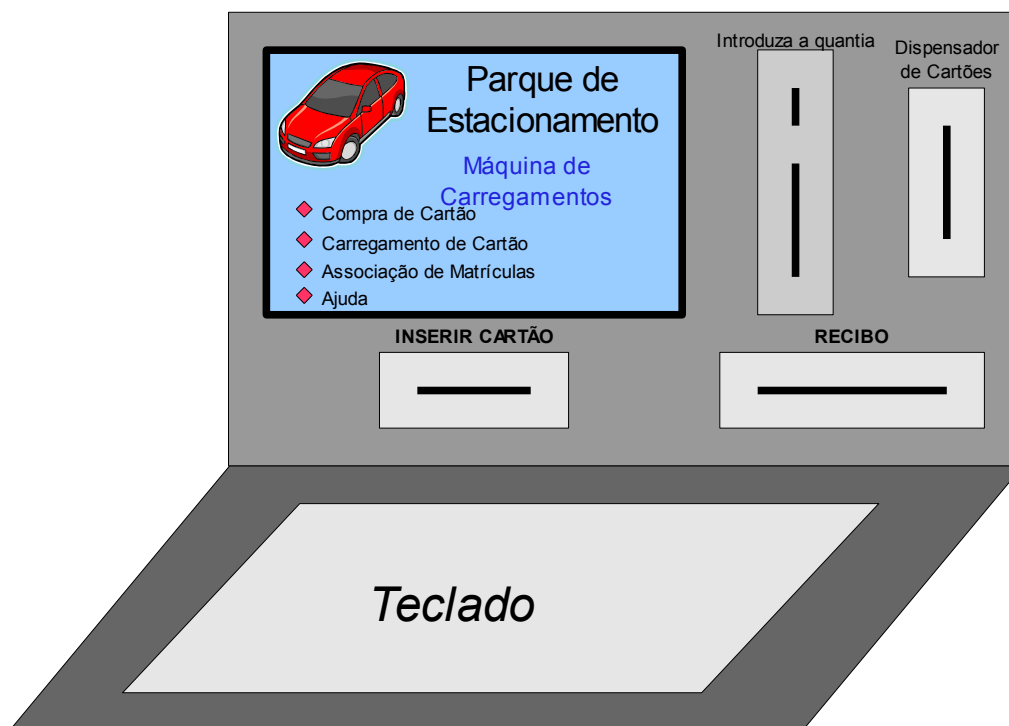 Parque de
Estacionamento
Máquina de
Carregamentos
Compra de Cartão
Carregamento de Cartão
Associação de Matrículas
Ajuda
Introduza a quantia
Dispensador
de Cartões
INSERIR CARTÃO
RECIBO
Teclado